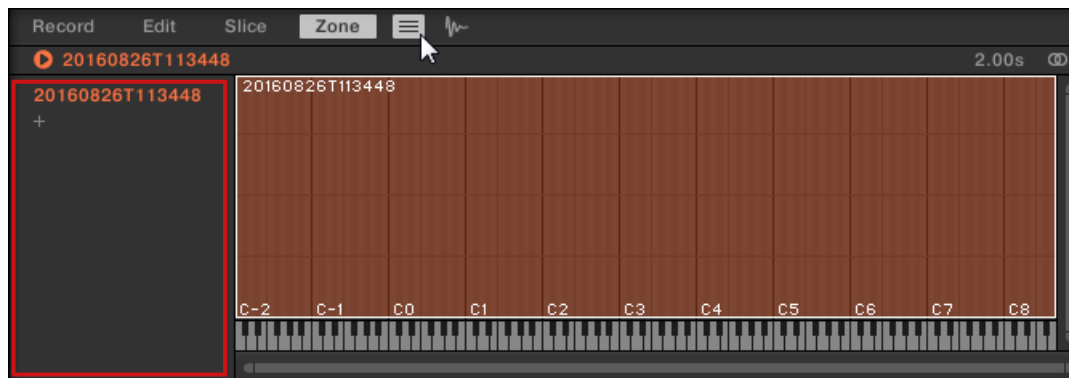 Record Edit Slice Zone
20160826T113448 2.00s
20160826T113448
+
20160826T113448
C-2 C-1 C0 C1 C2 C3 C4 C5 C6 C7 C8